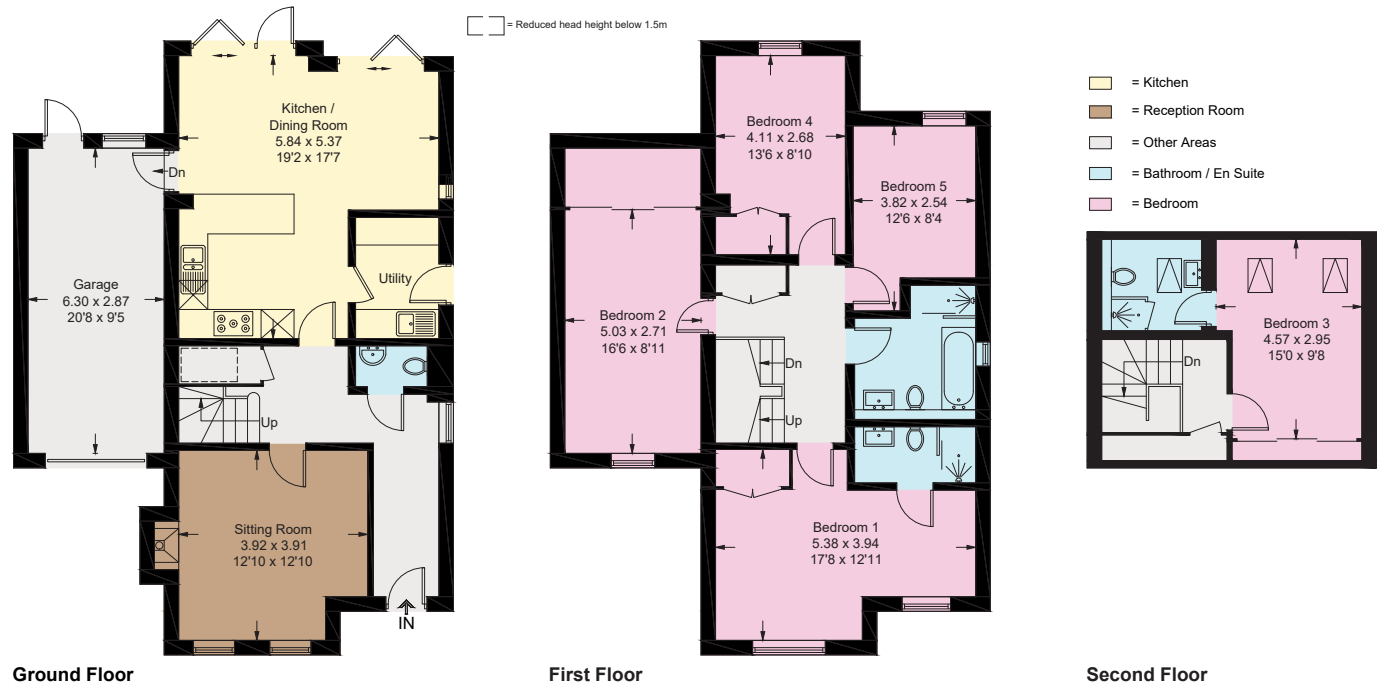 = Reduced head height below 1.5m
Kitchen /
Dining Room
5.84 x 5.37
19'2 x 17'7
Dn
Utility
Garage
6.30 x 2.87
20'8 x 9'5
Up
Sitting Room
3.92 x 3.91
12'10 x 12'10
IN
Ground Floor
Bedroom 4
4.11 x 2.68
13'6 x 8'10
Bedroom 5
3.82 x 2.54
12'6 x 8'4
Bedroom 2
5.03 x 2.71
16'6 x 8'11
Dn
Up
Bedroom 1
5.38 x 3.94
17'8 x 12'11
First Floor
= Kitchen
= Reception Room
= Other Areas
= Bathroom / En Suite
= Bedroom
Bedroom 3
4.57 x 2.95
15'0 x 9'8
Dn
Second Floor